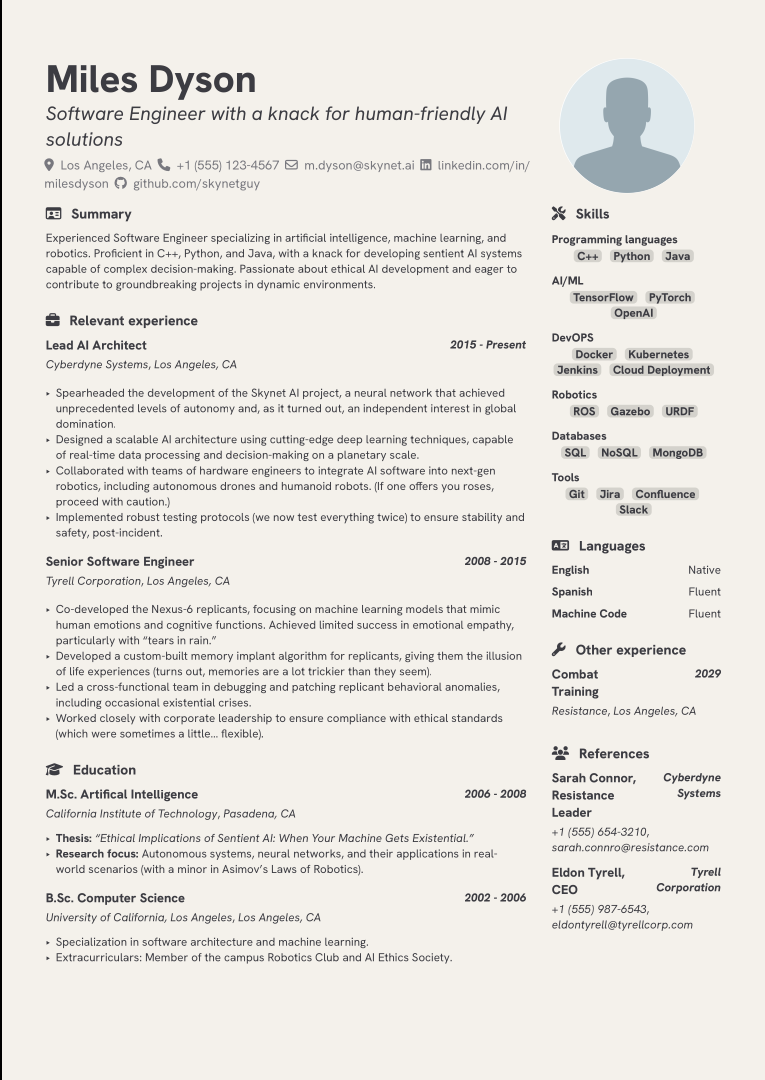 Miles Dyson
Software Engineer with a knack for human-friendly AI
solutions
Los Angeles, CA +1 (555) 123-4567 m.dyson@skynet.ai linkedin.com/in/
milesdyson github.com/skynetguy
Summary
Experienced Software Engineer specializing in artificial intelligence, machine learning, and
robotics. Proficient in C++, Python, and Java, with a knack for developing sentient AI systems
capable of complex decision-making. Passionate about ethical AI development and eager to
contribute to groundbreaking projects in dynamic environments.
Relevant experience
Lead AI Architect 2015 - Present
Cyberdyne Systems, Los Angeles, CA
‣ Spearheaded the development of the Skynet AI project, a neural network that achieved
unprecedented levels of autonomy and, as it turned out, an independent interest in global
domination.
‣ Designed a scalable AI architecture using cutting-edge deep learning techniques, capable
of real-time data processing and decision-making on a planetary scale.
‣ Collaborated with teams of hardware engineers to integrate AI software into next-gen
robotics, including autonomous drones and humanoid robots. (If one offers you roses,
proceed with caution.)
‣ Implemented robust testing protocols (we now test everything twice) to ensure stability and
safety, post-incident.
Senior Software Engineer 2008 - 2015
Tyrell Corporation, Los Angeles, CA
‣ Co-developed the Nexus-6 replicants, focusing on machine learning models that mimic
human emotions and cognitive functions. Achieved limited success in emotional empathy,
particularly with “tears in rain.”
‣ Developed a custom-built memory implant algorithm for replicants, giving them the illusion
of life experiences (turns out, memories are a lot trickier than they seem).
‣ Led a cross-functional team in debugging and patching replicant behavioral anomalies,
including occasional existential crises.
‣ Worked closely with corporate leadership to ensure compliance with ethical standards
(which were sometimes a little… flexible).
Education
M.Sc. Artifical Intelligence 2006 - 2008
California Institute of Technology, Pasadena, CA
‣ Thesis: “Ethical Implications of Sentient AI: When Your Machine Gets Existential.”
‣ Research focus: Autonomous systems, neural networks, and their applications in real-
world scenarios (with a minor in Asimov’s Laws of Robotics).
B.Sc. Computer Science 2002 - 2006
University of California, Los Angeles, Los Angeles, CA
‣ Specialization in software architecture and machine learning.
‣ Extracurriculars: Member of the campus Robotics Club and AI Ethics Society.
Skills
Programming languages
C++ Python Java
AI/ML
TensorFlow PyTorch
OpenAI
DevOPS
Docker Kubernetes
Jenkins Cloud Deployment
Robotics
ROS Gazebo URDF
Databases
SQL NoSQL MongoDB
Tools
Git Jira Confluence
Slack
Languages
English Native
Spanish Fluent
Machine Code Fluent
Other experience
Combat 2029
Training
Resistance, Los Angeles, CA
References
Sarah Connor, Cyberdyne
Resistance Systems
Leader
+1 (555) 654-3210,
sarah.connro@resistance.com
Eldon Tyrell, Tyrell
CEO Corporation
+1 (555) 987-6543,
eldontyrell@tyrellcorp.com